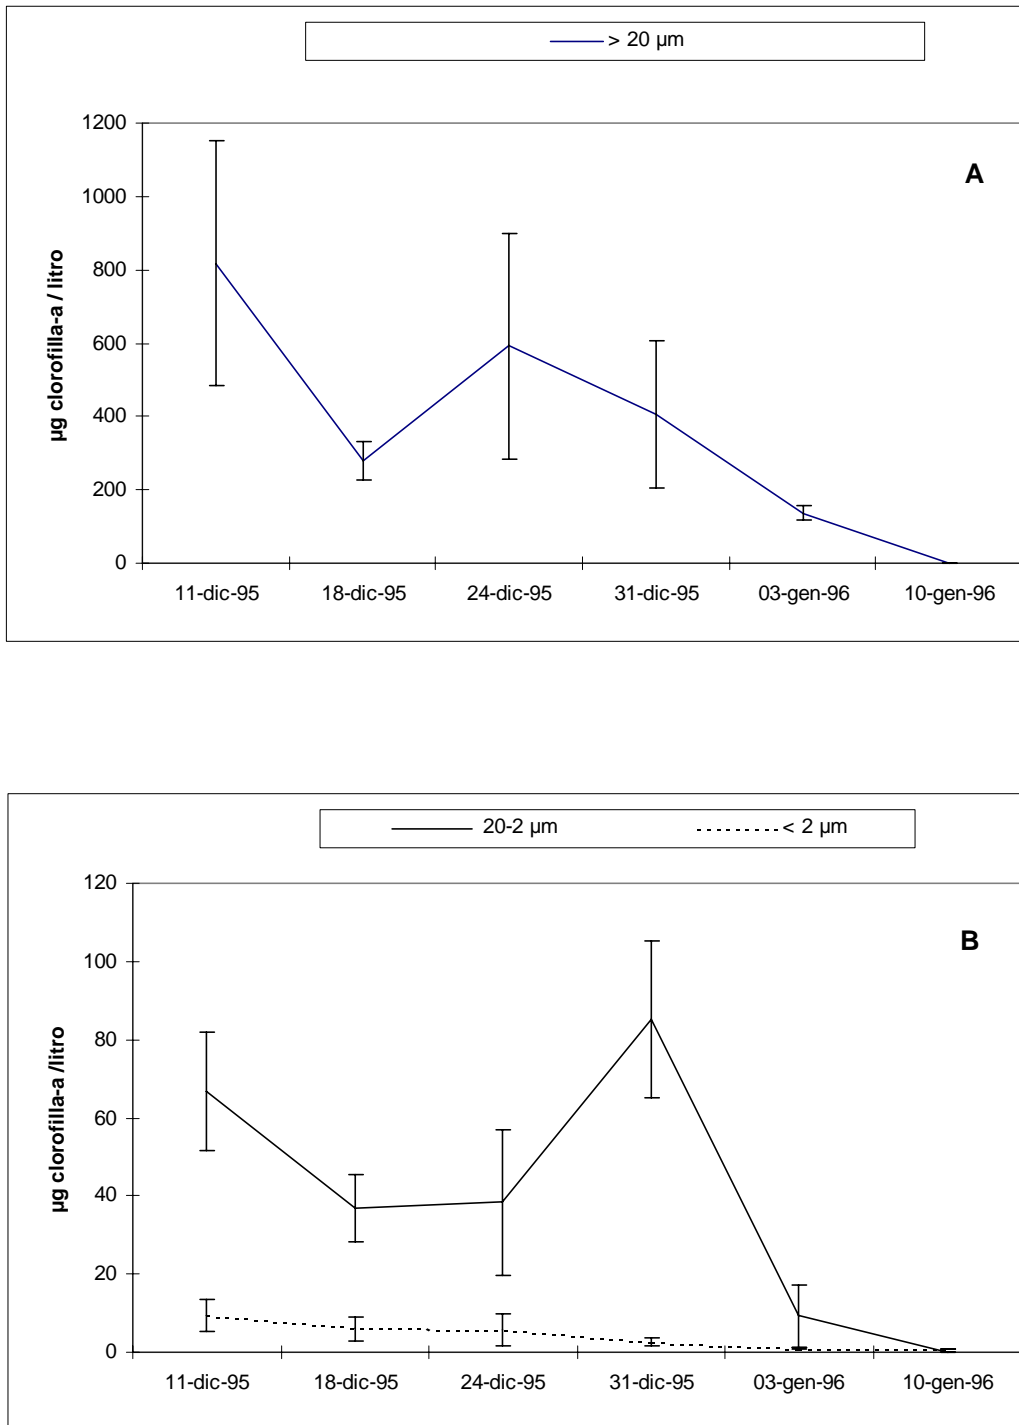 > 20 µm
1200
A
1000
800
600
400
200
0
µg clorofilla-a / litro
11-dic-95 18-dic-95 24-dic-95 31-dic-95 03-gen-96 10-gen-96
20-2 µm < 2 µm
120
B
100
80
60
40
20
0
µg clorofilla-a /litro
11-dic-95 18-dic-95 24-dic-95 31-dic-95 03-gen-96 10-gen-96